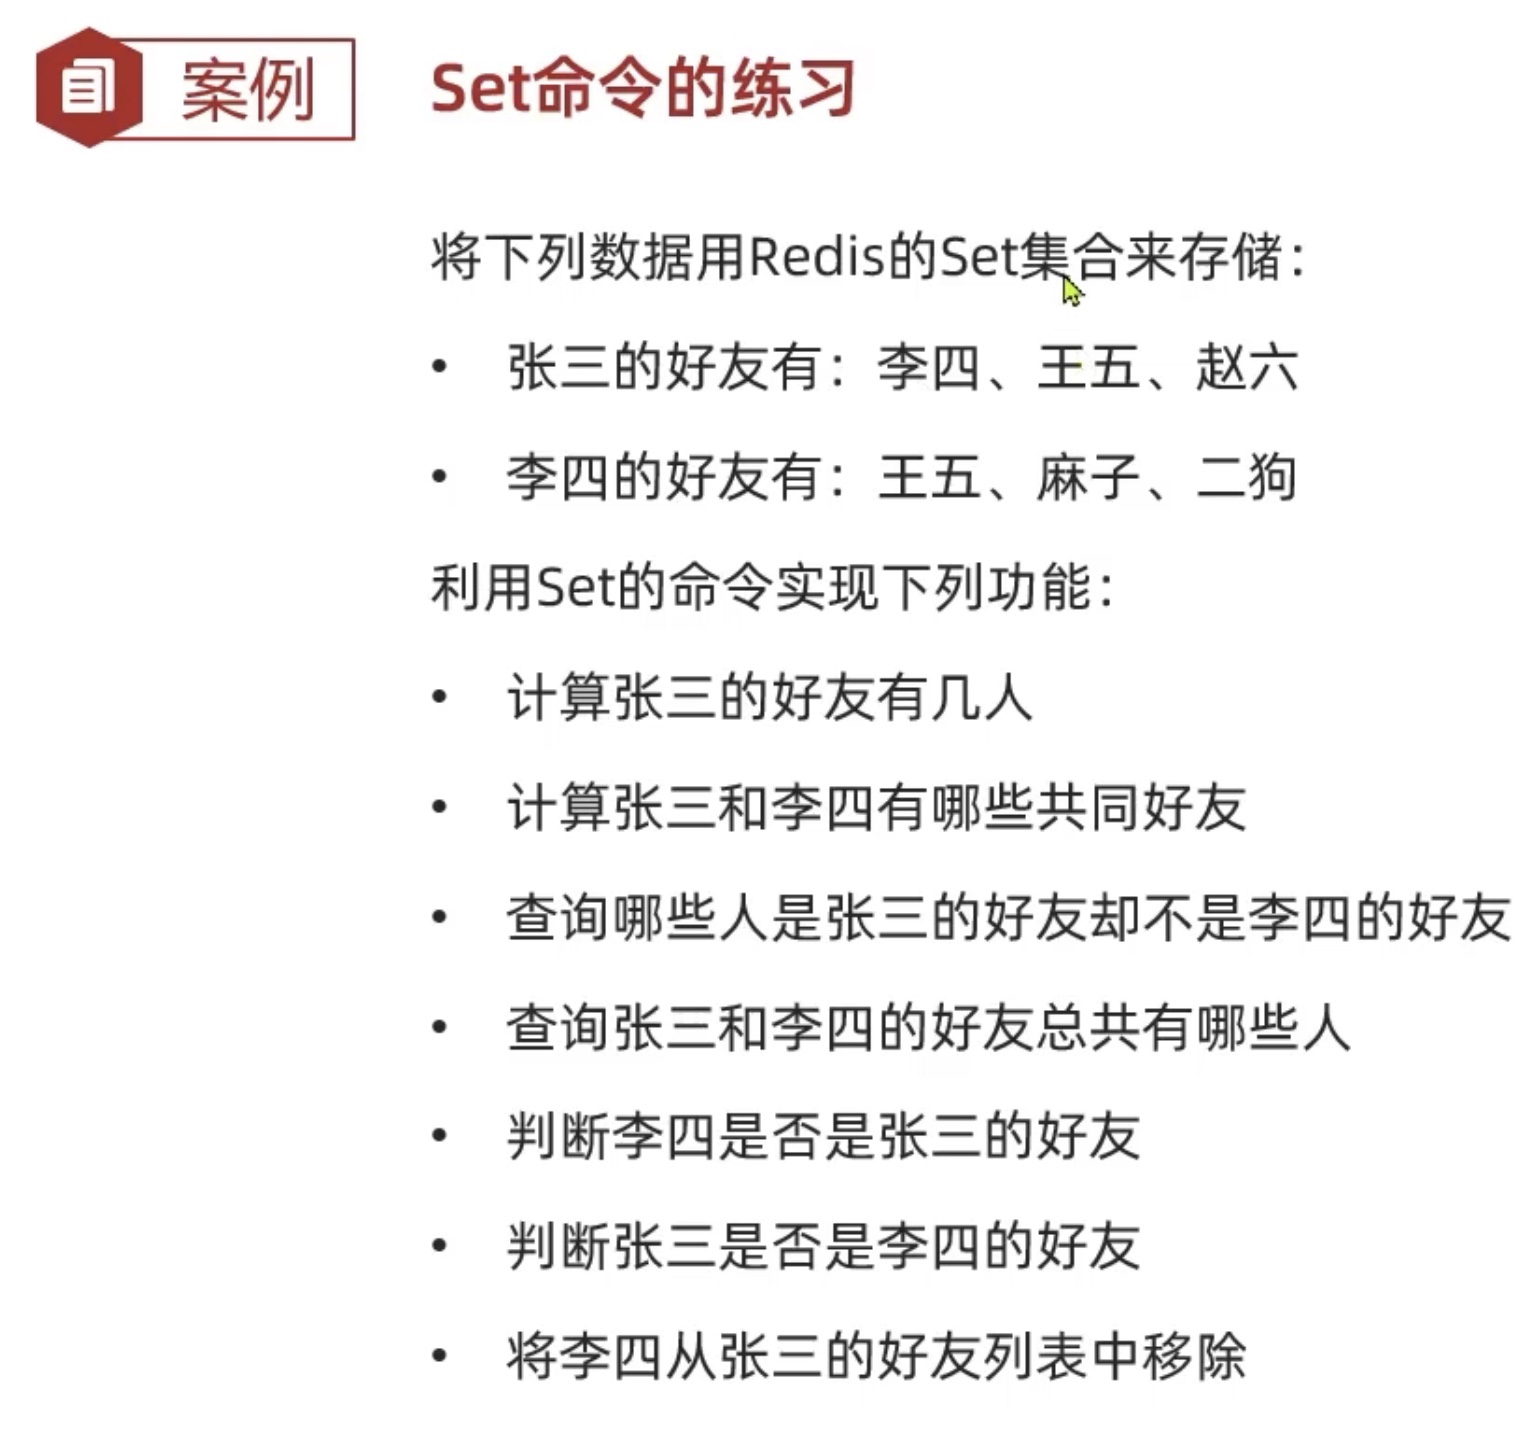 案例
Set命令的练习
将下列数据用Redis的Set集合来存储：
• 张三的好友有：李四、王五、赵六
• 李四的好友有：王五、麻子、二狗
利用Set的命令实现下列功能：
• 计算张三的好友有几人
• 计算张三和李四有哪些共同好友
• 查询哪些人是张三的好友却不是李四的好友
• 查询张三和李四的好友总共有哪些人
• 判断李四是否是张三的好友
• 判断张三是否是李四的好友
• 将李四从张三的好友列表中移除